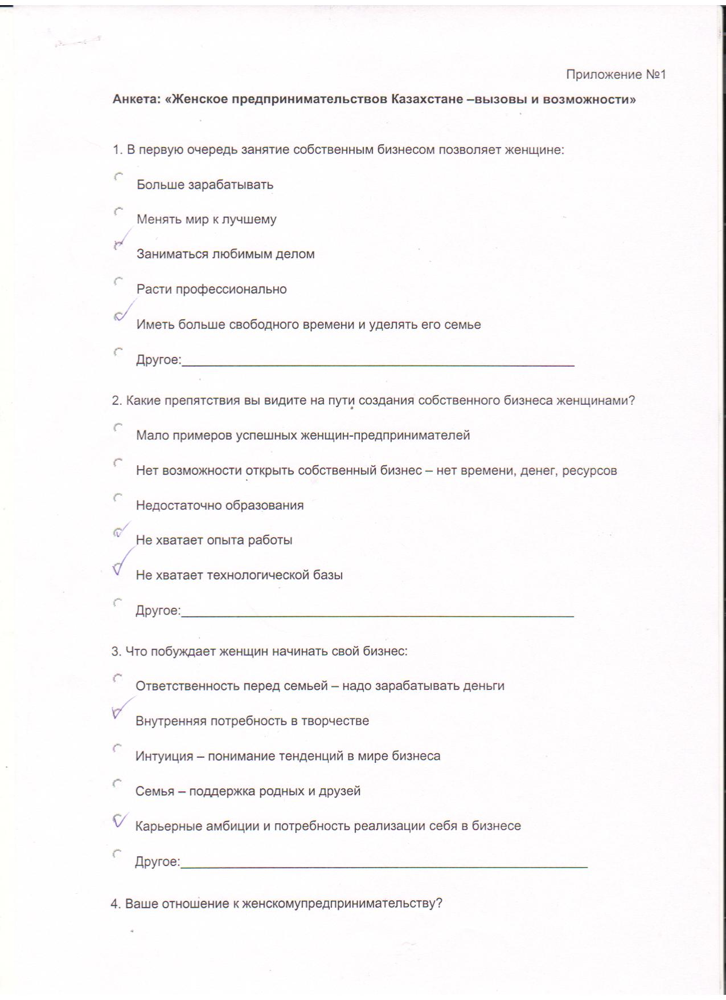 Приложение №1
Анкета: «Женское предпринимательствов Казахстане –вызовы и возможности»
1. В первую очередь занятие собственным бизнесом позволяет женщине:
Больше зарабатывать
Менять мир к лучшему
Заниматься любимым делом
Расти профессионально
Иметь больше свободного времени и уделять его семье
Другое:
2. Какие препятствия вы видите на пути создания собственного бизнеса женщинами?
Мало примеров успешных женщин-предпринимателей
Нет возможности открыть собственный бизнес – нет времени, денег, ресурсов
Недостаточно образования
Не хватает опыта работы
Не хватает технологической базы
Другое:
3. Что побуждает женщин начинать свой бизнес:
Ответственность перед семьей – надо зарабатывать деньги
Внутренняя потребность в творчестве
Интуиция – понимание тенденций в мире бизнеса
Семья – поддержка родных и друзей
Карьерные амбиции и потребность реализации себя в бизнесе
Другое:
4. Ваше отношение к женскомупредпринимательству?